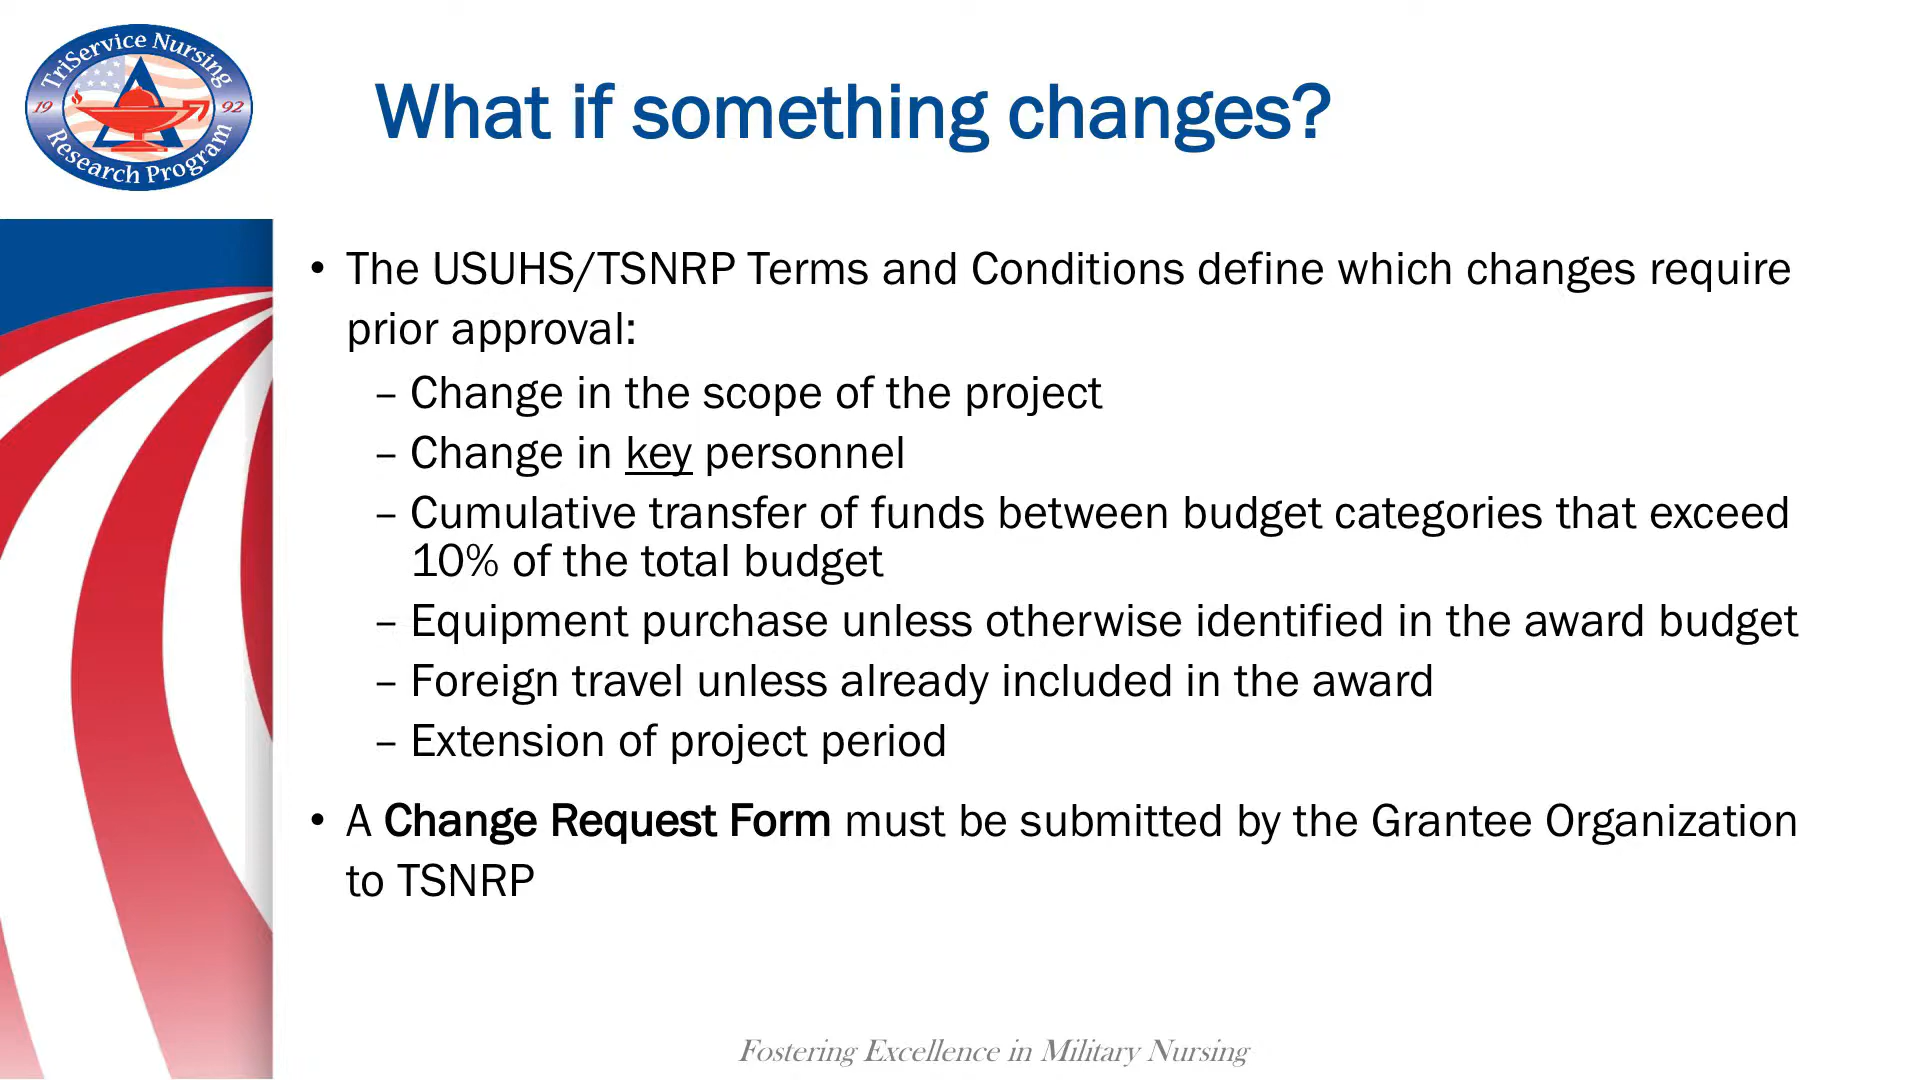 TriService Nursing
19 92
Research Program
What if something changes?
• The USUHS/TSNRP Terms and Conditions define which changes require
prior approval:
– Change in the scope of the project
– Change in key personnel
– Cumulative transfer of funds between budget categories that exceed
10% of the total budget
– Equipment purchase unless otherwise identified in the award budget
– Foreign travel unless already included in the award
– Extension of project period
• A Change Request Form must be submitted by the Grantee Organization
to TSNRP
Fostering Excellence in Military Nursing